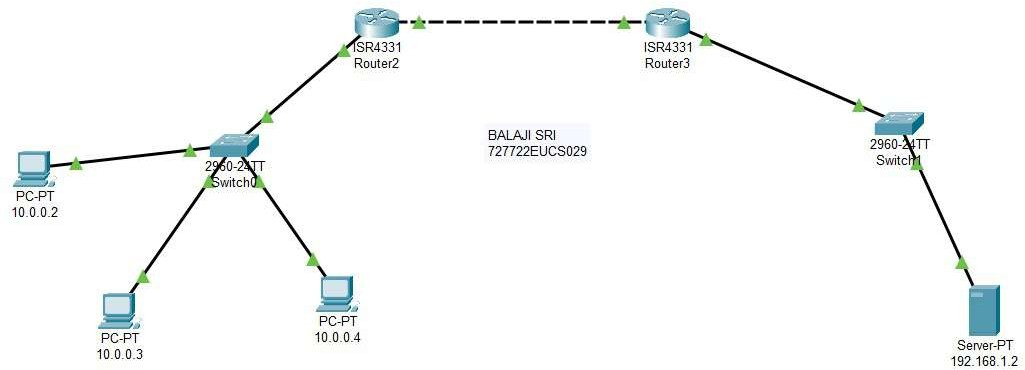 ISR4331
Router2
ISR4331
Router3
BALAJI SRI
727722EUCS029
2960-24TT
Switch0
2960-24TT
Switch1
PC-PT
10.0.0.2
PC-PT
10.0.0.3
PC-PT
10.0.0.4
Server-PT
192.168.1.2